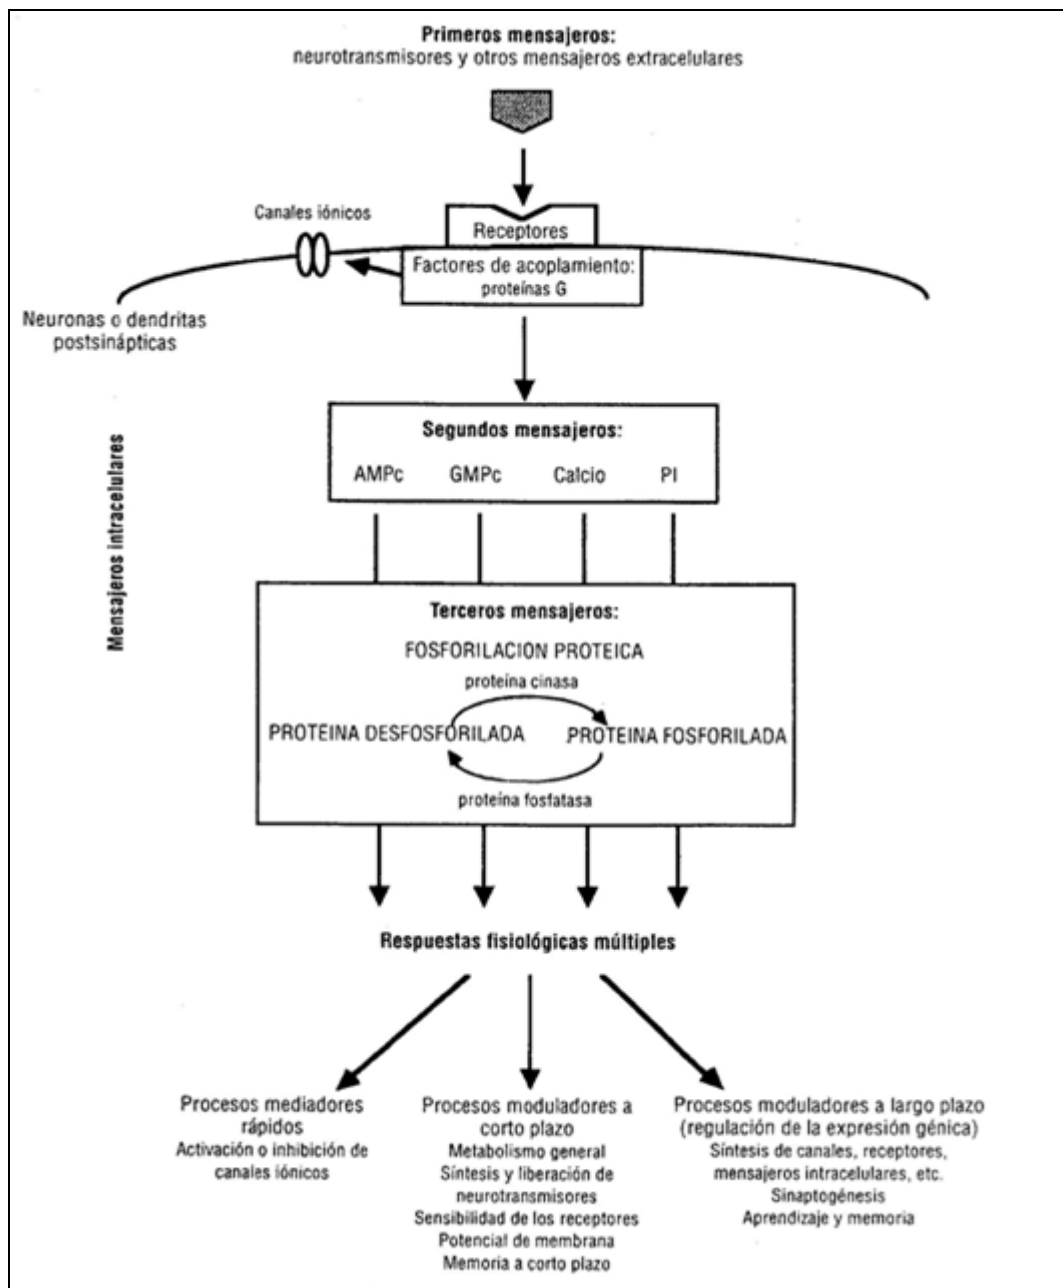 Primeros mensajeros:
neurotransmisores y otros mensajeros extracelulares
Canales iónicos
Receptores
Factores de acoplamiento:
proteínas G
Neuronas o dendritas
postsinápticas
Mensajeros intracelulares
Segundos mensajeros:
AMPc GMPc Calcio PI
Terceros mensajeros:
FOSFORILACION PROTEICA
proteína cinasa
PROTEINA DESFOSFORILADA PROTEINA FOSFORILADA
proteína fosfatasa
Respuestas fisiológicas múltiples
Procesos mediadores
rápidos
Activación o inhibición de
canales iónicos
Procesos moduladores a
corto plazo
Metabolismo general
Síntesis y liberación de
neurotransmisores
Sensibilidad de los receptores
Potencial de membrana
Memoria a corto plazo
Procesos moduladores a largo plazo
(regulación de la expresión génica)
Síntesis de canales, receptores,
mensajeros intracelulares, etc.
Sinaptogénesis
Aprendizaje y memoria